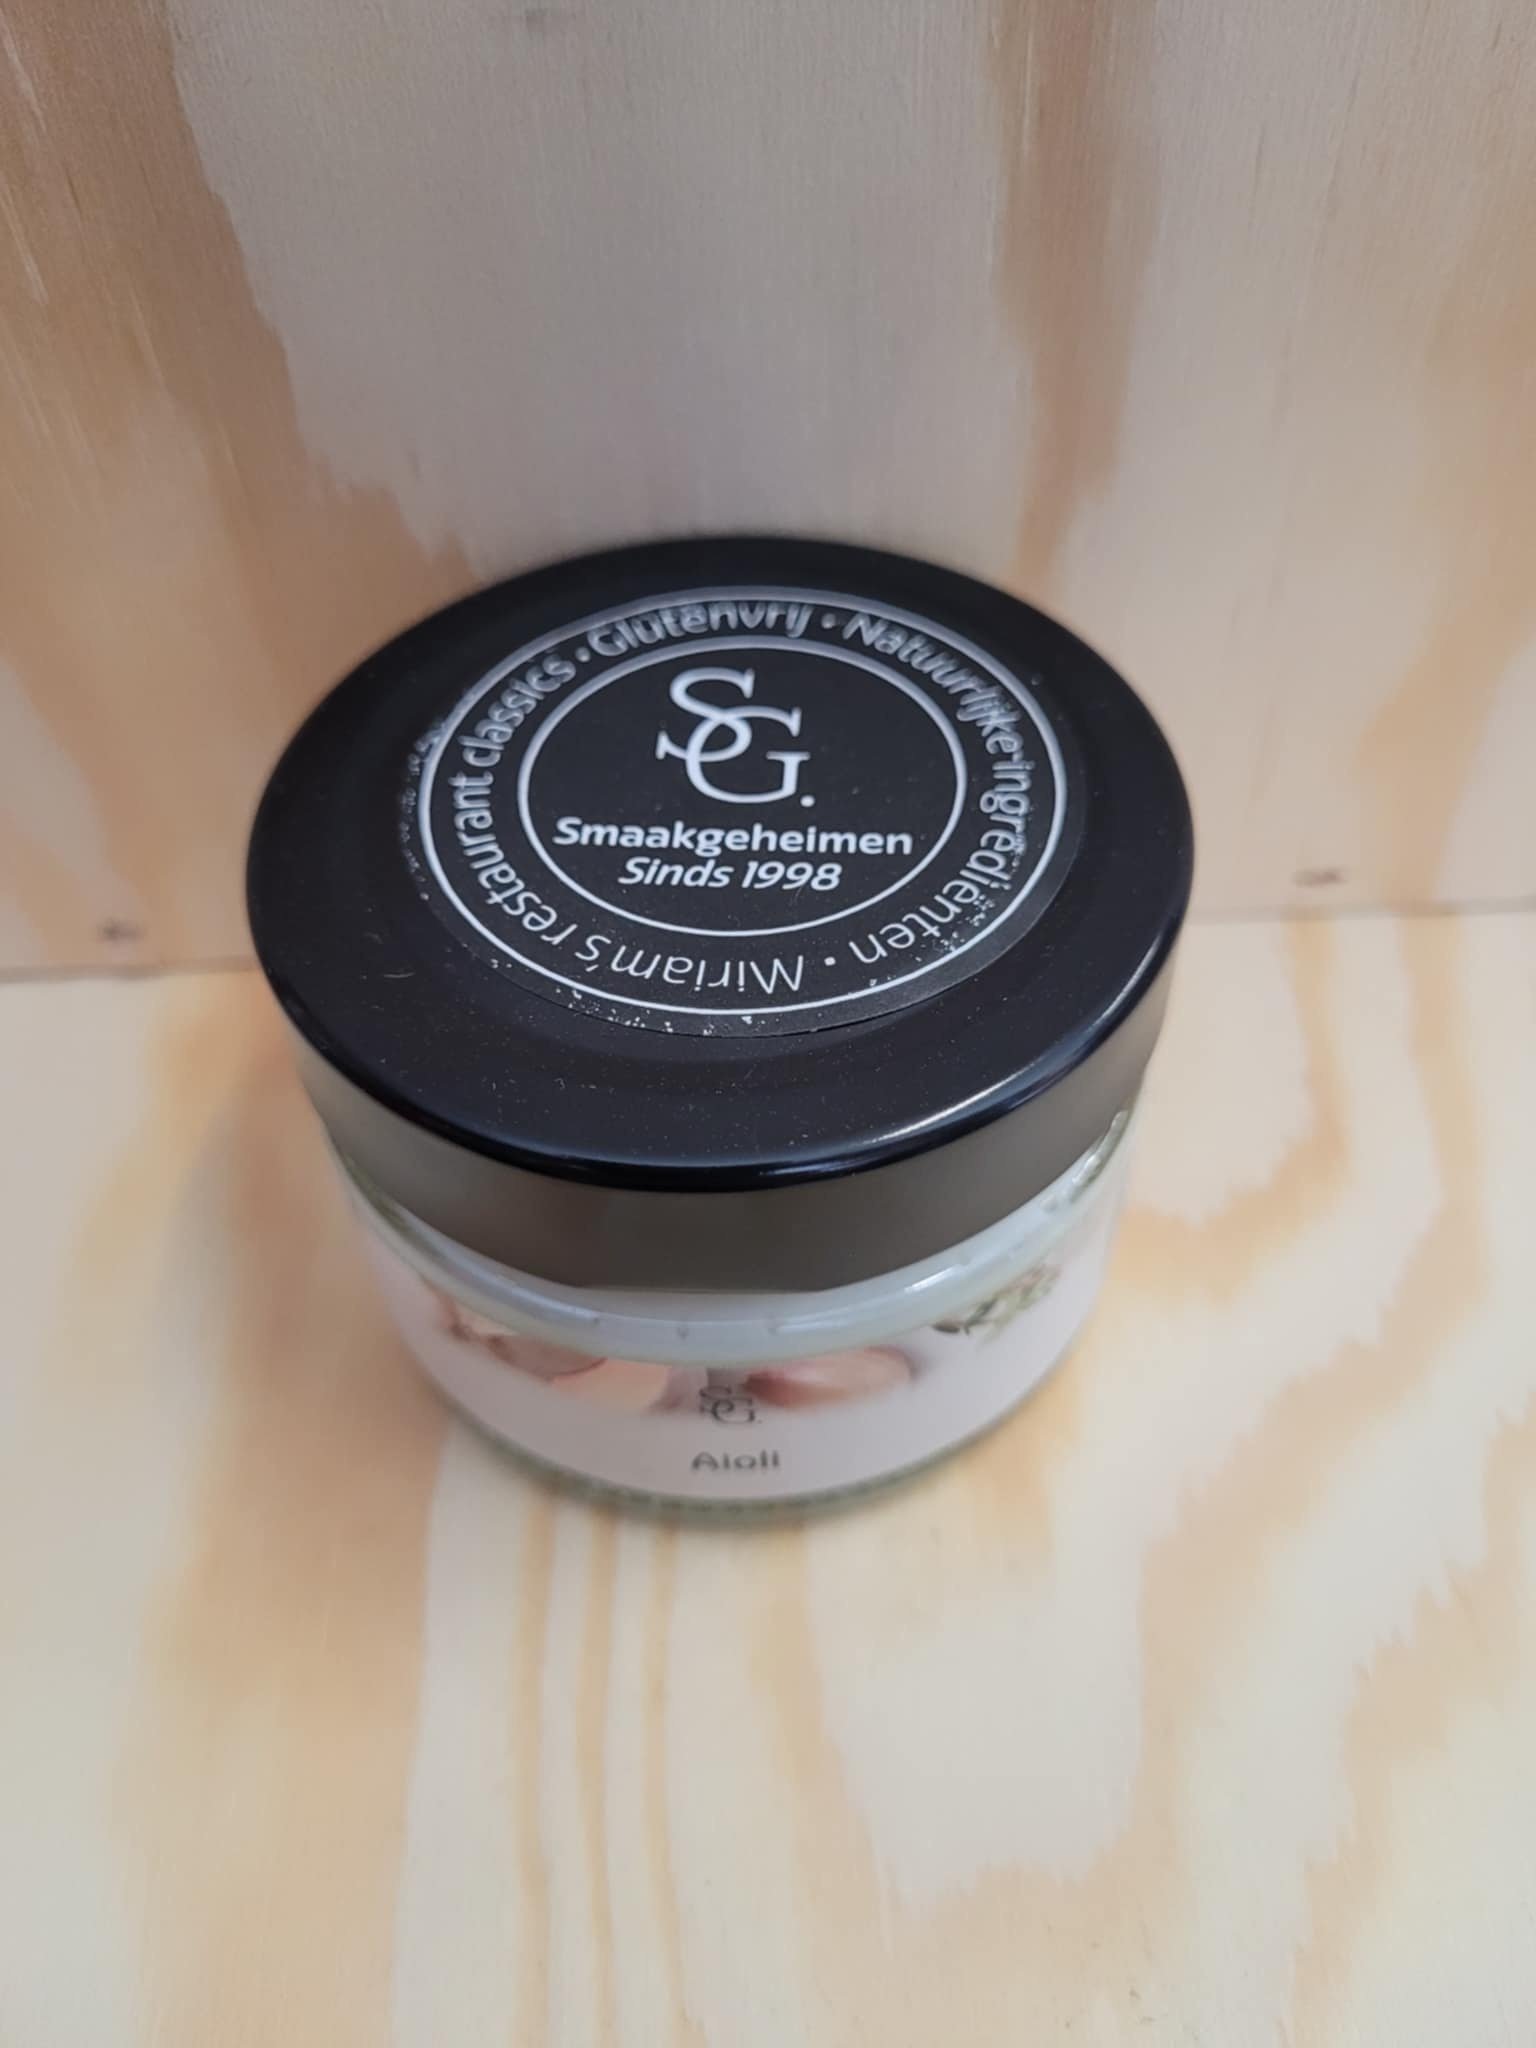 Miriam's restaurant classics • Glutenvrij • Natuurlijke ingrediënten •
SG.
Smaakgeheimen
Sinds 1998
SG.
Aioli